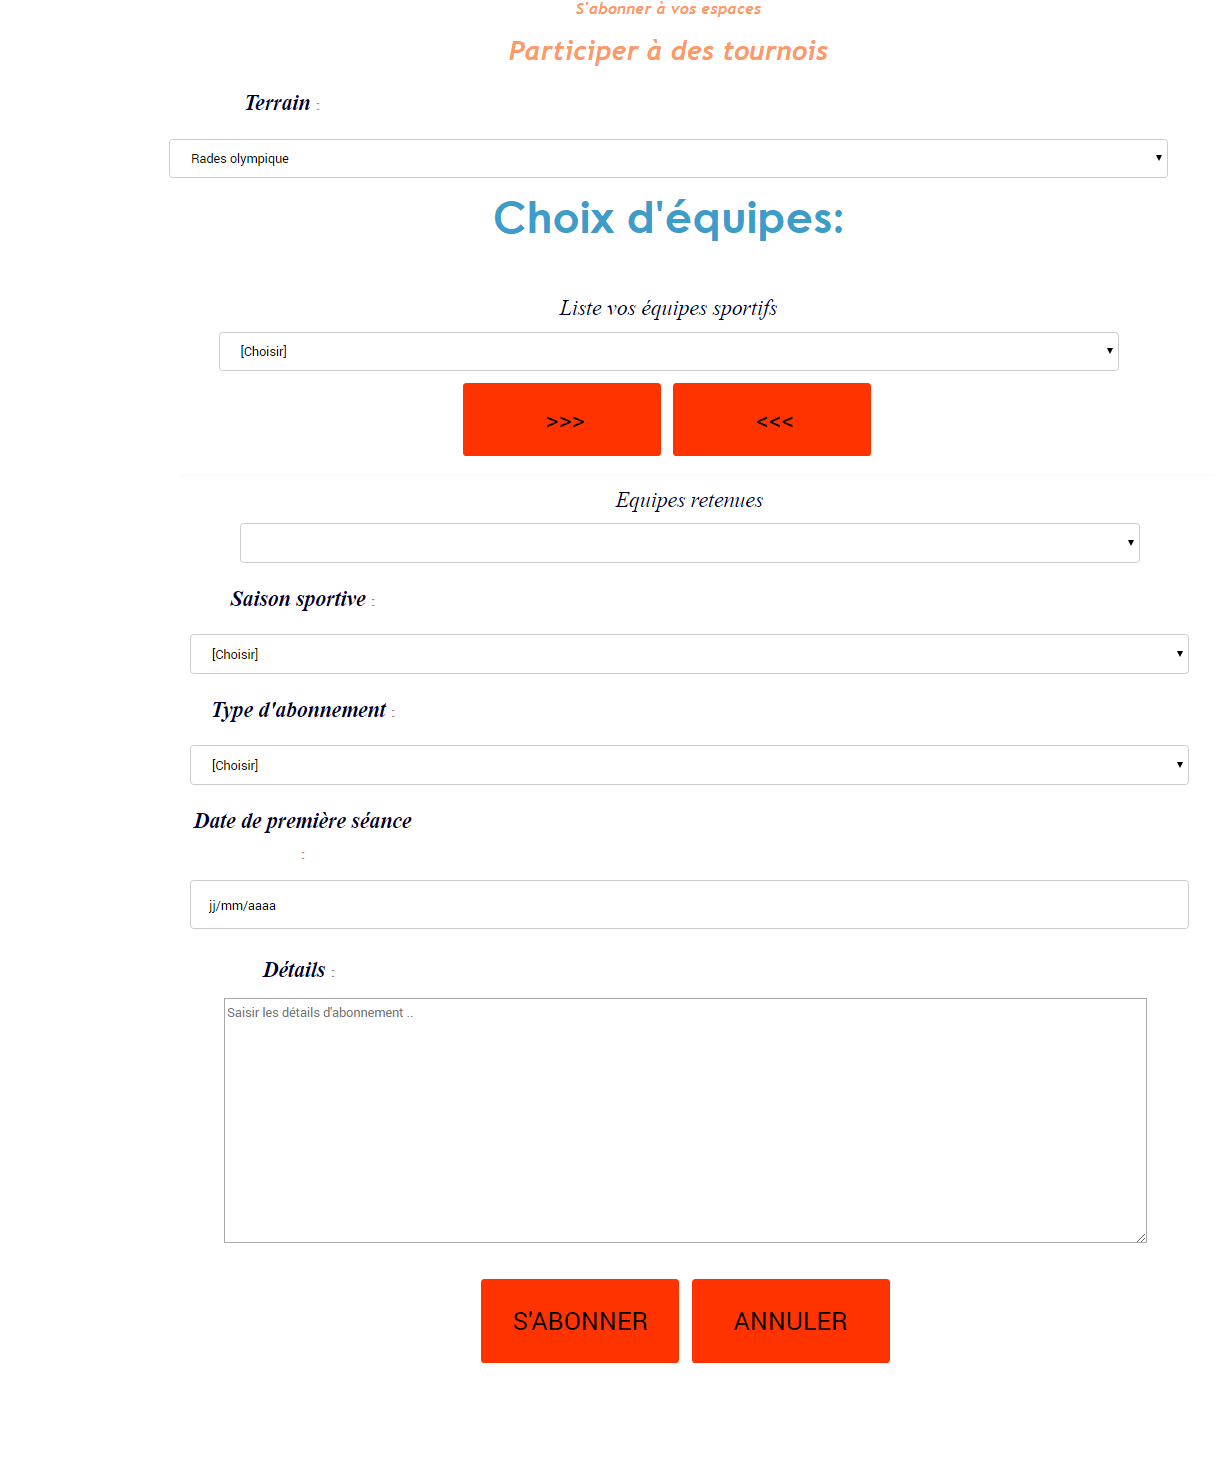 S'abonner à vos espaces
Participer à des tournois
Terrain :
Rades olympique
Choix d'équipes:
Liste vos équipes sportifs
[Choisir]
>>> <<<
Equipes retenues
Saison sportive :
[Choisir]
Type d'abonnement :
[Choisir]
Date de première séance
:
jj/mm/aaaa
Détails :
Saisir les détails d'abonnement ..
S'ABONNER ANNULER